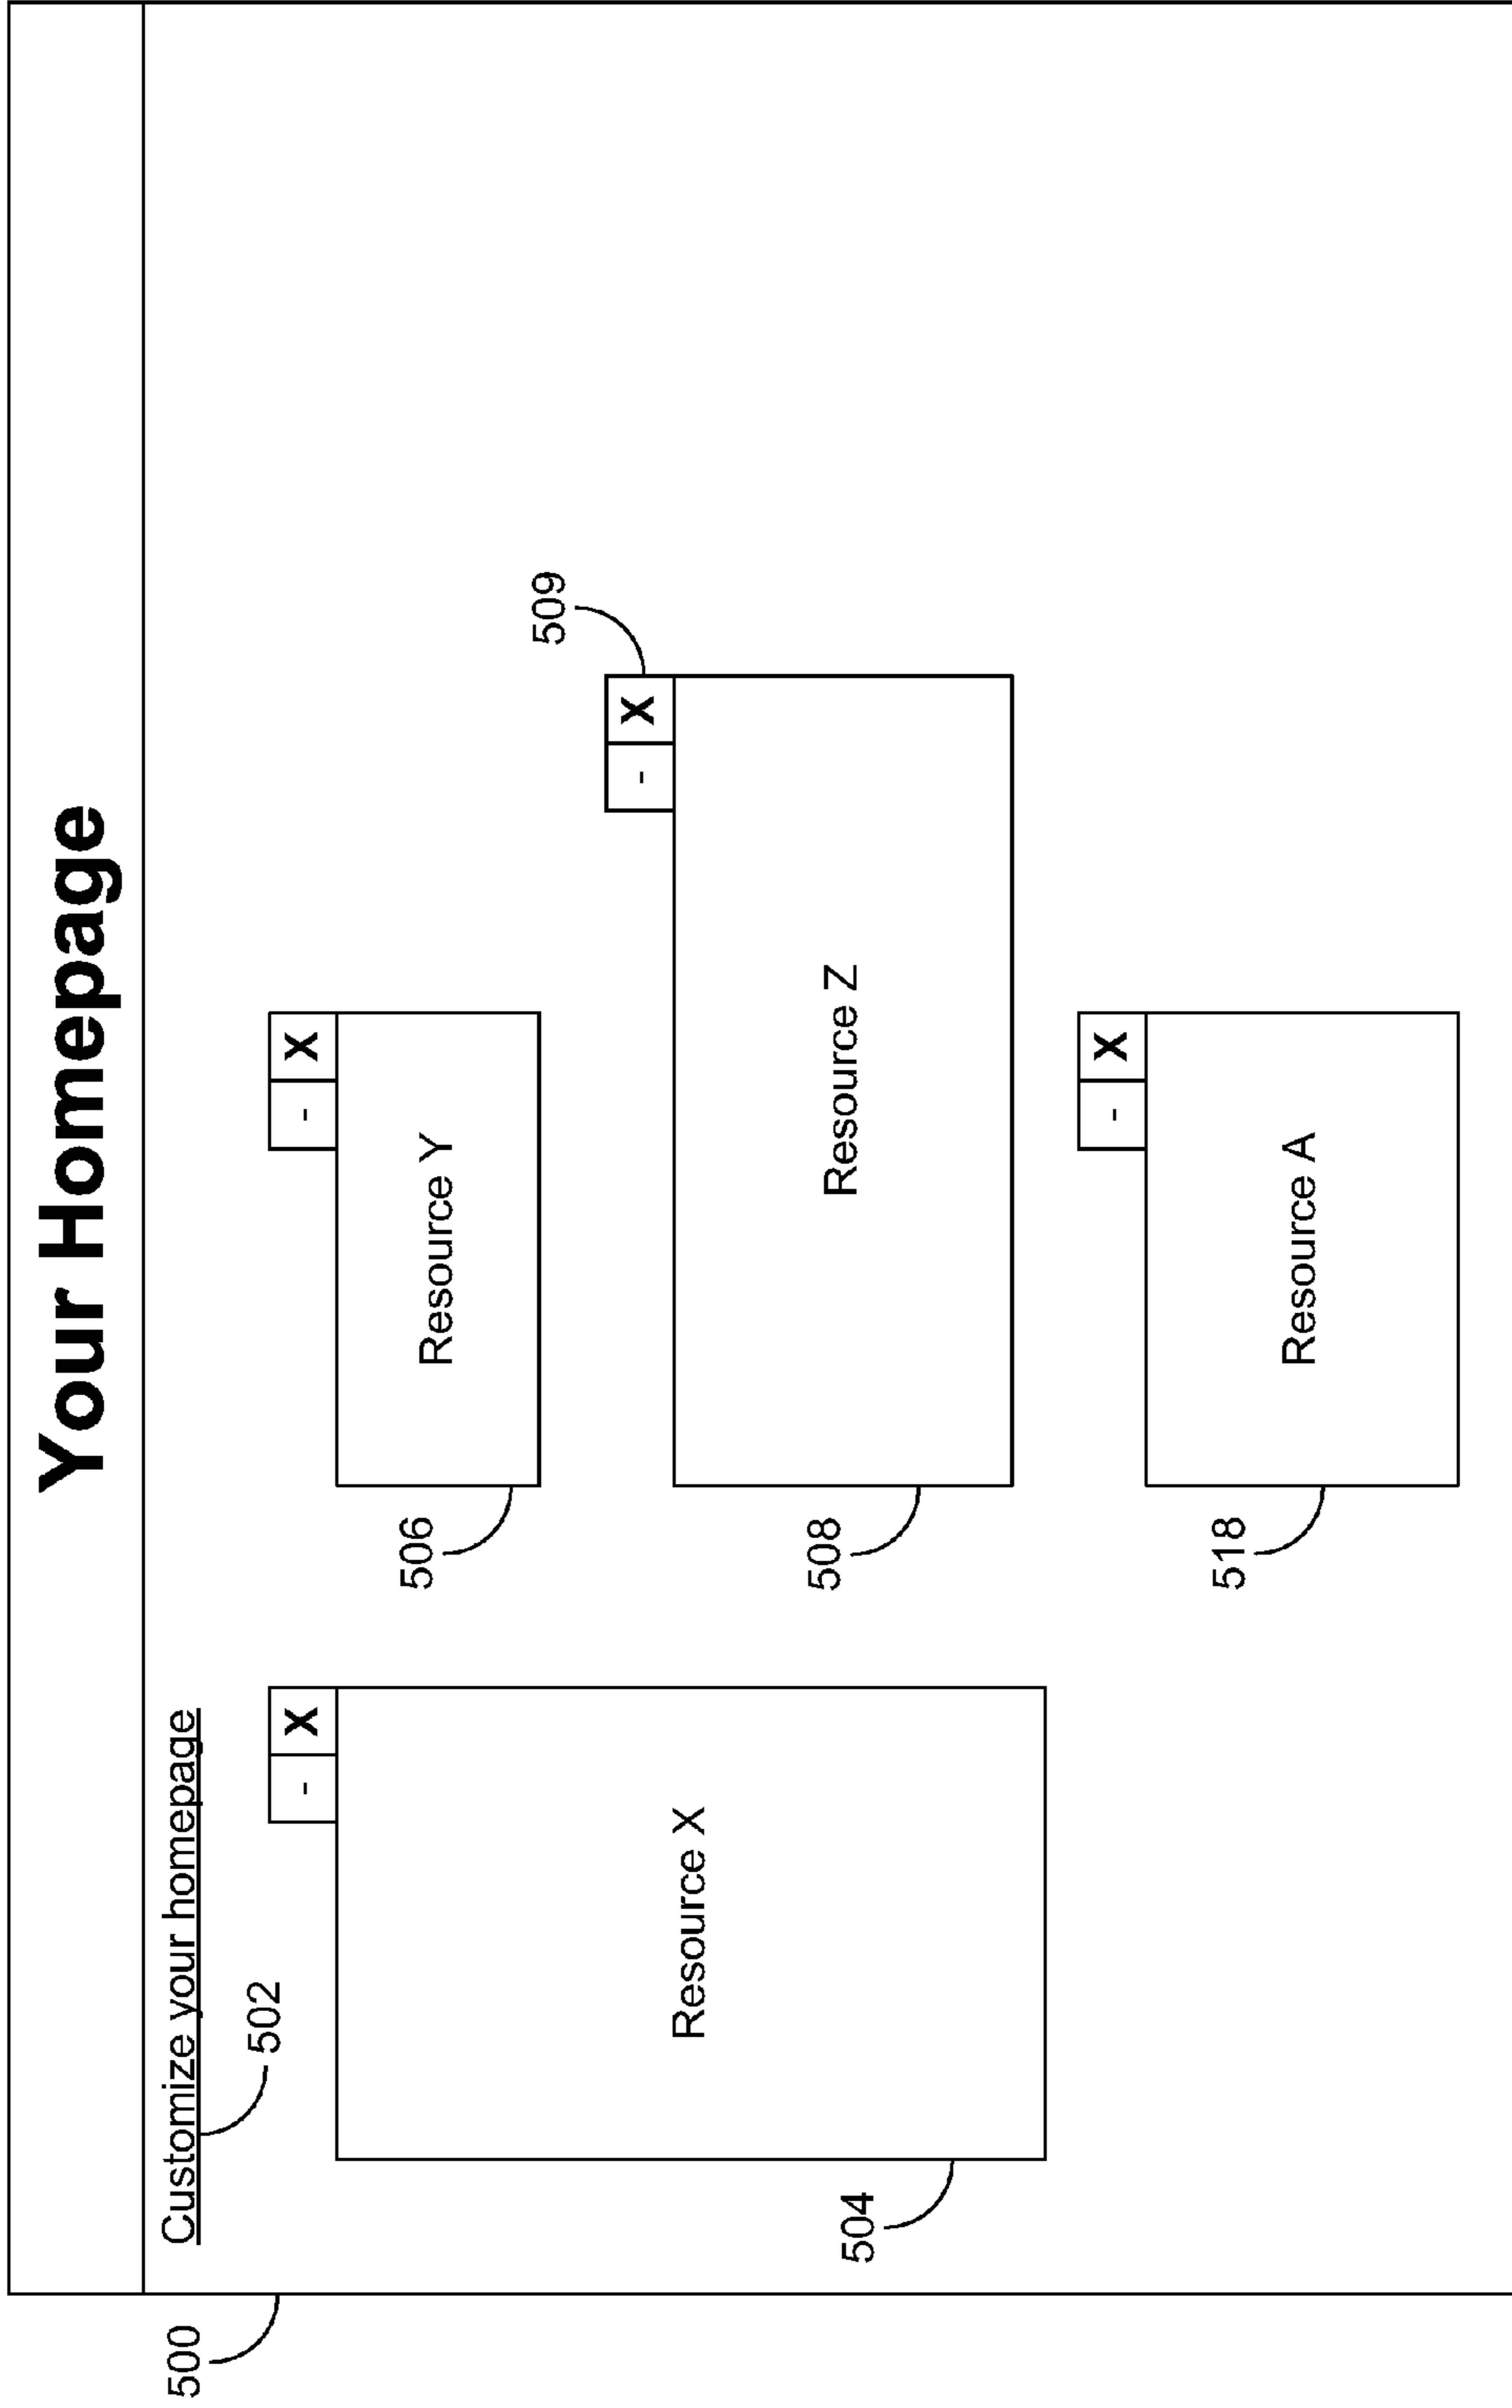 Your Homepage
500
Customize your homepage
502
- X
- X
506
Resource Y
509
- X
504
Resource X
508
Resource Z
- X
518
Resource A